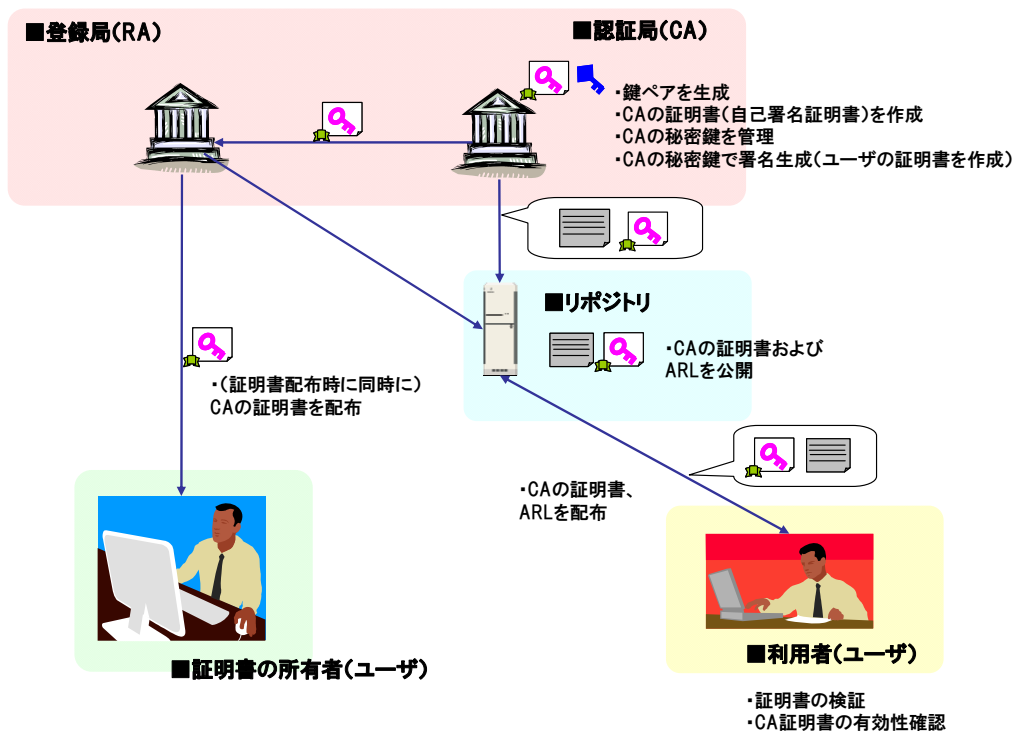 ■登録局(RA)
■認証局(CA)
・鍵ペアを生成
・CAの証明書(自己署名証明書)を作成
・CAの秘密鍵を管理
・CAの秘密鍵で署名生成(ユーザの証明書を作成)
■リポジトリ
・CAの証明書および
ARLを公開
・(証明書配布時に同時に)
CAの証明書を配布
・CAの証明書、
ARLを配布
■証明書の所有者(ユーザ)
■利用者(ユーザ)
・証明書の検証
・CA証明書の有効性確認